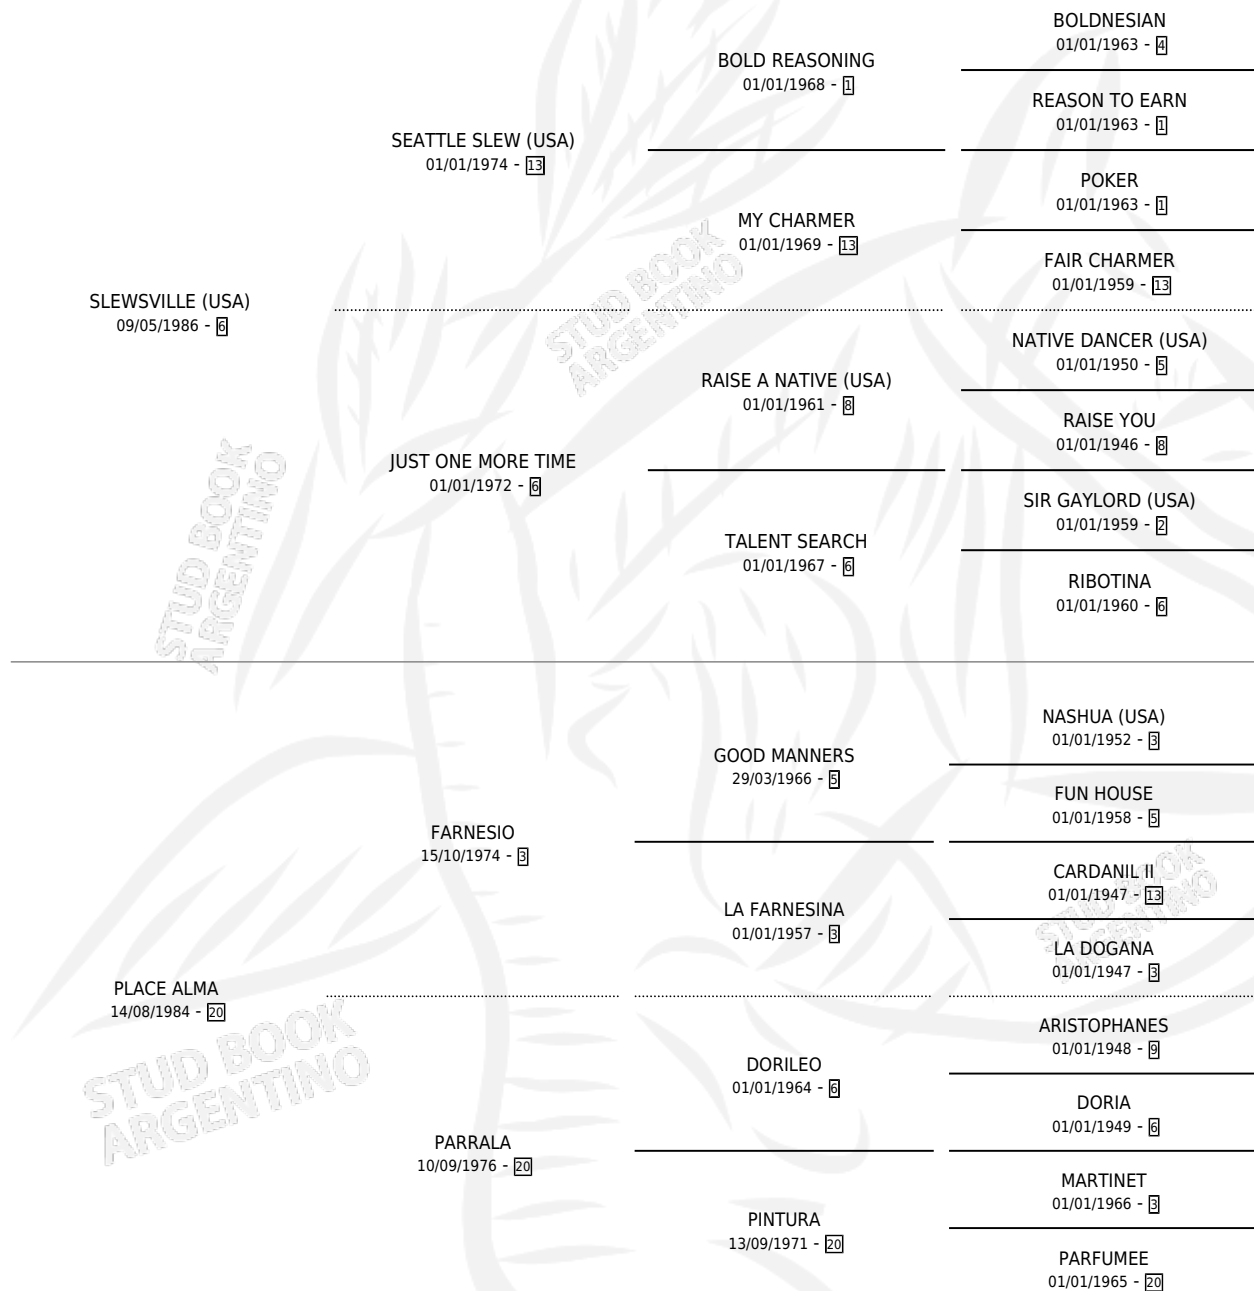 BOLDNESIAN
01/01/1963 - 4
BOLD REASONING
01/01/1968 - 1
REASON TO EARN
01/01/1963 - 1
SEATTLE SLEW (USA)
01/01/1974 - 13
POKER
01/01/1963 - 1
MY CHARMER
01/01/1969 - 13
FAIR CHARMER
01/01/1959 - 13
SLEWSVILLE (USA)
09/05/1986 - 6
NATIVE DANCER (USA)
01/01/1950 - 5
RAISE A NATIVE (USA)
01/01/1961 - 8
RAISE YOU
01/01/1946 - 8
JUST ONE MORE TIME
01/01/1972 - 6
SIR GAYLORD (USA)
01/01/1959 - 2
TALENT SEARCH
01/01/1967 - 6
RIBOTINA
01/01/1960 - 6
NASHUA (USA)
01/01/1952 - 3
GOOD MANNERS
29/03/1966 - 5
FUN HOUSE
01/01/1958 - 5
FARNESIO
15/10/1974 - 3
CARDANIL II
01/01/1947 - 13
LA FARNESINA
01/01/1957 - 3
LA DOGANA
01/01/1947 - 3
PLACE ALMA
14/08/1984 - 20
ARISTOPHANES
01/01/1948 - 9
DORILEO
01/01/1964 - 6
DORIA
01/01/1949 - 6
PARRALA
10/09/1976 - 20
MARTINET
01/01/1966 - 3
PINTURA
13/09/1971 - 20
PARFUMEE
01/01/1965 - 20
STUD BOOK
ARGENTINO
STUD BOOK
ARGENTINO
STUD BOOK
ARGENTINO
STUD BOOK
ARGENTINO